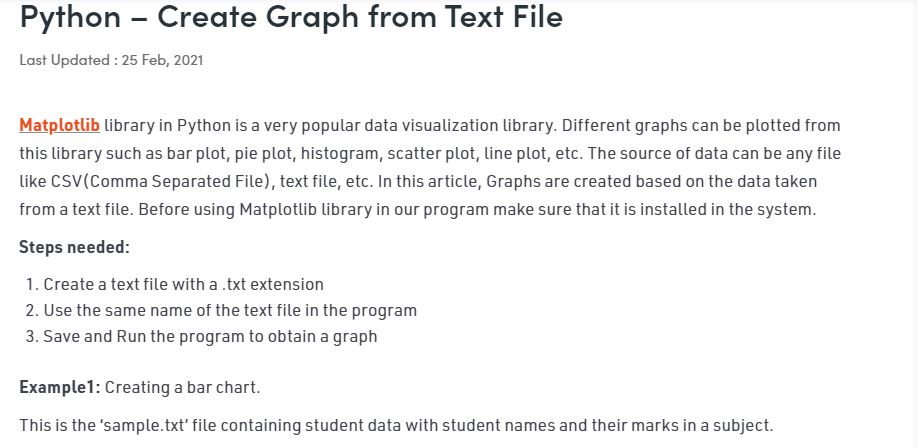 Python – Create Graph from Text File
Last Updated : 25 Feb, 2021
Matplotlib library in Python is a very popular data visualization library. Different graphs can be plotted from
this library such as bar plot, pie plot, histogram, scatter plot, line plot, etc. The source of data can be any file
like CSV(Comma Separated File), text file, etc. In this article, Graphs are created based on the data taken
from a text file. Before using Matplotlib library in our program make sure that it is installed in the system.
Steps needed:
1. Create a text file with a .txt extension
2. Use the same name of the text file in the program
3. Save and Run the program to obtain a graph
Example1: Creating a bar chart.
This is the ‘sample.txt’ file containing student data with student names and their marks in a subject.